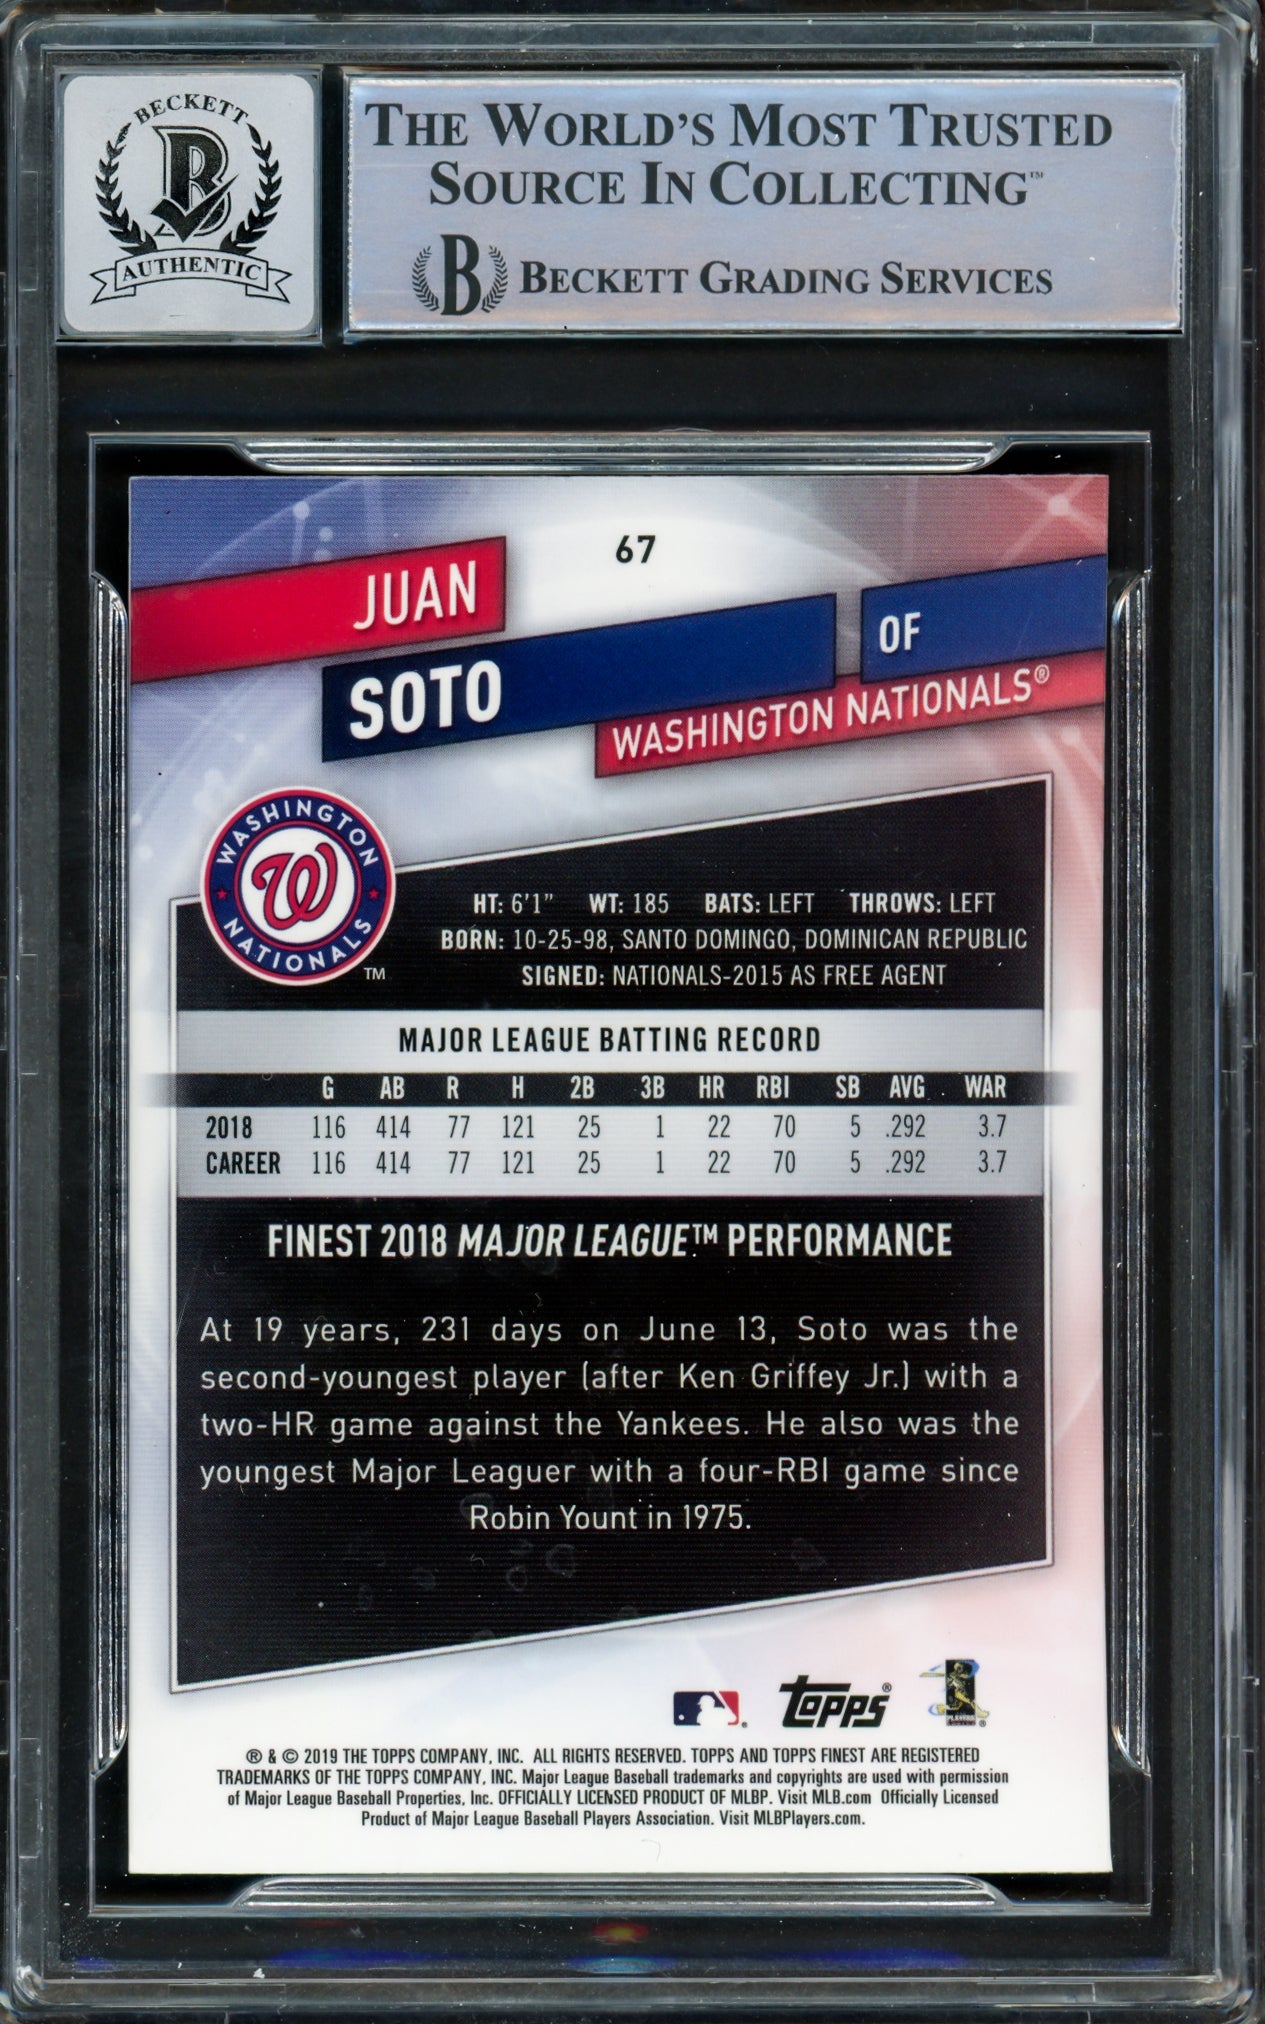 BECKETT
AUTHENTIC
THE WORLD'S MOST TRUSTED
SOURCE IN COLLECTING™
B BECKETT GRADING SERVICES
67
JUAN
SOTO
OF
WASHINGTON NATIONALS®
WASHINGTON
W
NATIONALS
™
HT: 6'1" WT: 185 BATS: LEFT THROWS: LEFT
BORN: 10-25-98, SANTO DOMINGO, DOMINICAN REPUBLIC
SIGNED: NATIONALS-2015 AS FREE AGENT
MAJOR LEAGUE BATTING RECORD
G AB R H 2B 3B HR RBI SB AVG. WAR
2018 116 414 77 121 25 1 22 70 5 .292 3.7
CAREER 116 414 77 121 25 1 22 70 5 .292 3.7
FINEST 2018 MAJOR LEAGUE™ PERFORMANCE
At 19 years, 231 days on June 13, Soto was the
second-youngest player (after Ken Griffey Jr.) with a
two-HR game against the Yankees. He also was the
youngest Major Leaguer with a four-RBI game since
Robin Yount in 1975.
topps®
® & © 2019 THE TOPPS COMPANY, INC. ALL RIGHTS RESERVED. TOPPS AND TOPPS FINEST ARE REGISTERED
TRADEMARKS OF THE TOPPS COMPANY, INC. Major League Baseball trademarks and copyrights are used with permission
of Major League Baseball Properties, Inc. OFFICIALLY LICENSED PRODUCT OF MLBP. Visit MLB.com Officially Licensed
Product of Major League Baseball Players Association. Visit MLBPlayers.com.